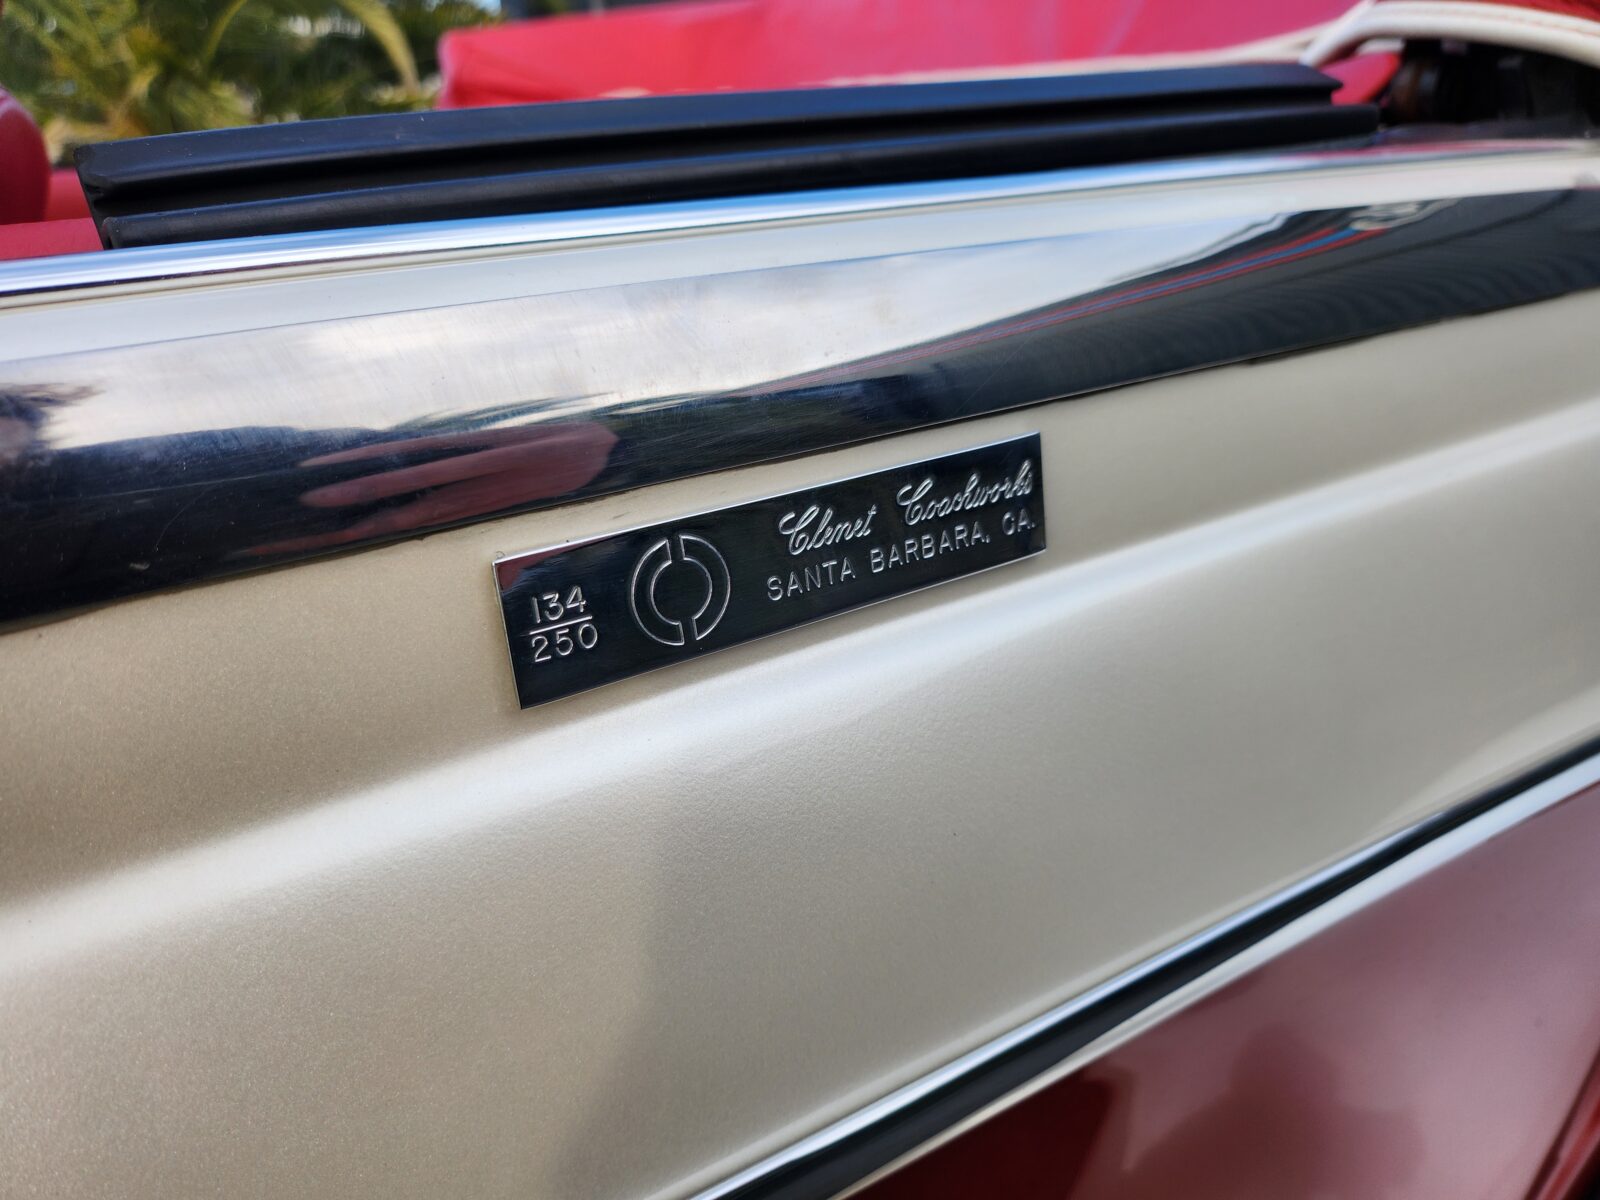 134
250
Clenet Coachworks
SANTA BARBARA, CA.